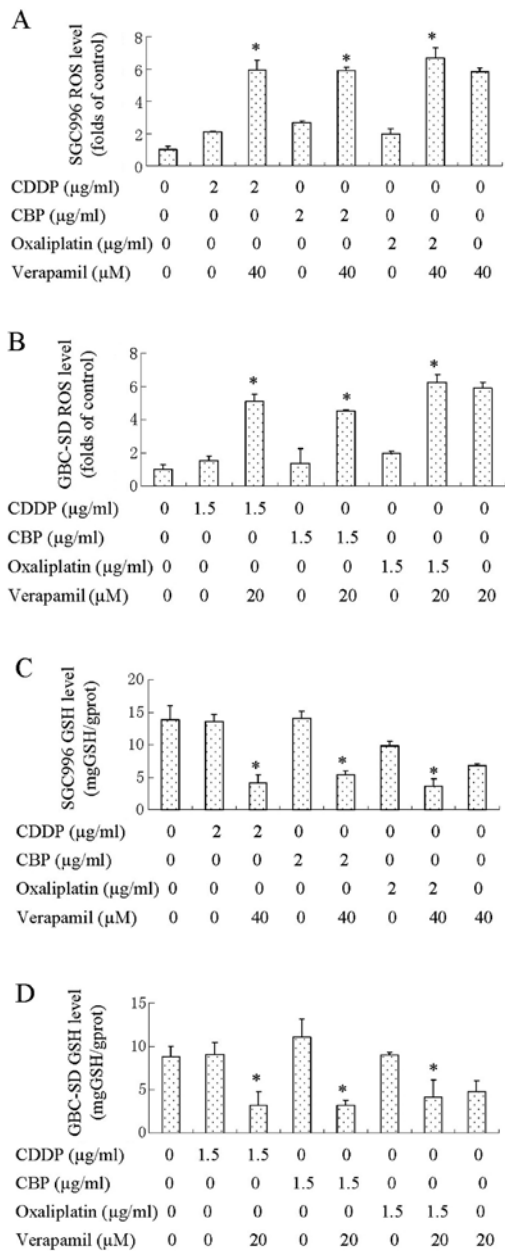 A
SGC996 ROS level
(folds of control)
8
6
4
2
0
* * *
CDDP (µg/ml) 0 2 2 0 0 0 0 0
CBP (µg/ml) 0 0 0 2 2 0 0 0
Oxaliplatin (µg/ml) 0 0 0 0 0 2 2 0
Verapamil (µM) 0 0 40 0 40 0 40 40
B
GBC-SD ROS level
(folds of control)
8
6
4
2
0
* * *
CDDP (µg/ml) 0 1.5 1.5 0 0 0 0 0
CBP (µg/ml) 0 0 0 1.5 1.5 0 0 0
Oxaliplatin (µg/ml) 0 0 0 0 0 1.5 1.5 0
Verapamil (µM) 0 0 20 0 20 0 20 20
C
SGC996 GSH level
(mgGSH/gprot)
20
15
10
5
0
* * *
CDDP (µg/ml) 0 2 2 0 0 0 0 0
CBP (µg/ml) 0 0 0 2 2 0 0 0
Oxaliplatin (µg/ml) 0 0 0 0 0 2 2 0
Verapamil (µM) 0 0 40 0 40 0 40 40
D
GBC-SD GSH level
(mgGSH/gprot)
15
10
5
0
* * *
CDDP (µg/ml) 0 1.5 1.5 0 0 0 0 0
CBP (µg/ml) 0 0 0 1.5 1.5 0 0 0
Oxaliplatin (µg/ml) 0 0 0 0 0 1.5 1.5 0
Verapamil (µM) 0 0 20 0 20 0 20 20